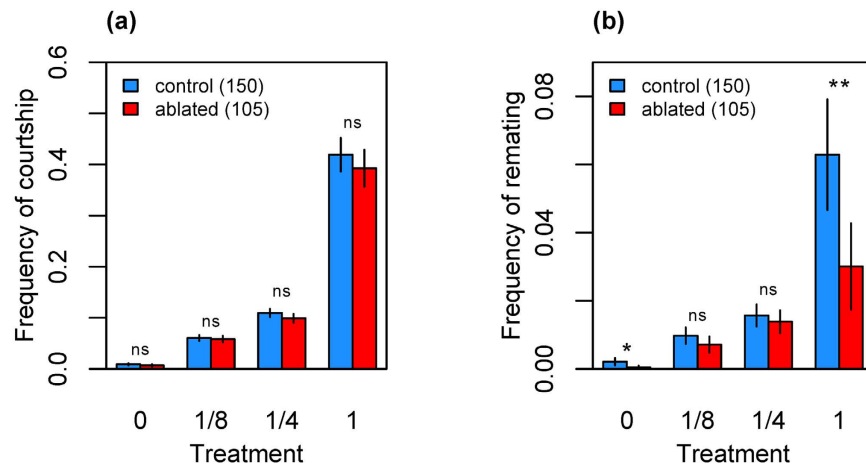 (a)
Frequency of courtship
0.6
0.4
0.2
0.0
control (150)
ablated (105)
ns
ns
ns
ns
0
1/8
1/4
1
Treatment
(b)
Frequency of remating
0.08
0.04
0.00
control (150)
ablated (105)
*
ns
ns
**
0
1/8
1/4
1
Treatment